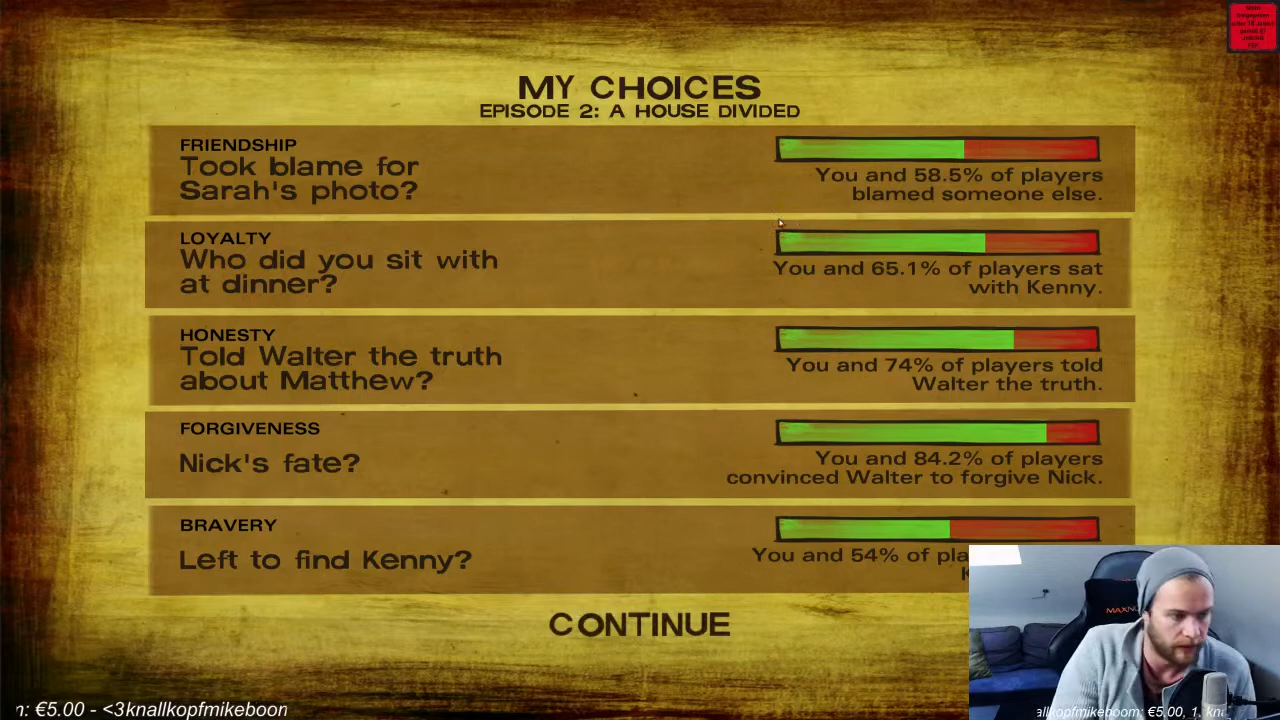 MY CHOICES
EPISODE 2: A HOUSE DIVIDED
FRIENDSHIP
Took blame for
Sarah's photo?
You and 58.5% of players
blamed someone else.
LOYALTY
Who did you sit with
at dinner?
You and 65.1% of players sat
with Kenny.
HONESTY
Told Walter the truth
about Matthew?
You and 74% of players told
Walter the truth.
FORGIVENESS
Nick's fate?
You and 84.2% of players
convinced Walter to forgive Nick.
BRAVERY
Left to find Kenny?
You and 54% of
CONTINUE
n: €5.00 - <3knallkopfmikeboon
€5.00, 1.